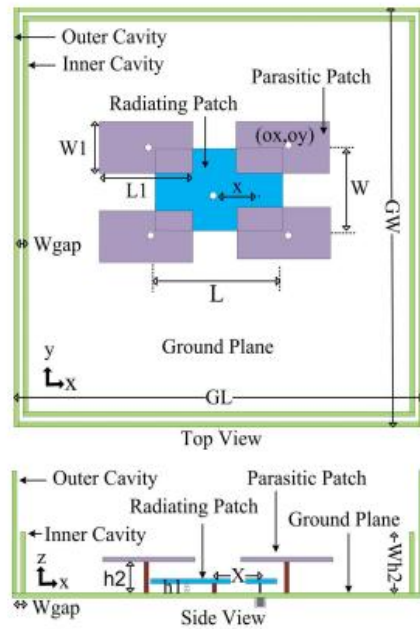 Outer Cavity
Inner Cavity
Parasitic Patch
Radiating Patch
(ox,oy)
W1
L1
x
W
GW
Wgap
L
Ground Plane
y
x
GL
Top View
Outer Cavity
Parasitic Patch
Radiating Patch
Ground Plane
Inner Cavity
z
x
h2
h1
X
Wh2
Wgap
Side View